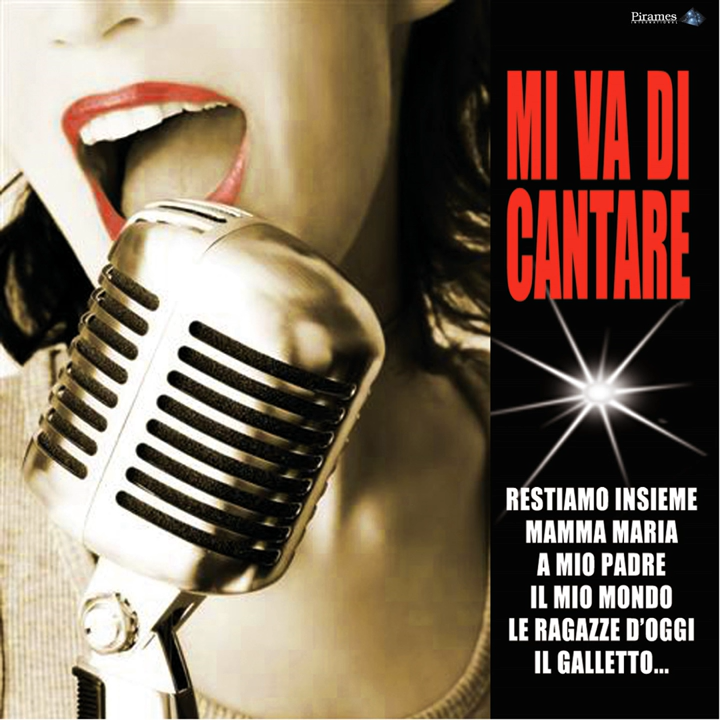 Pirames
INTERNATIONAL
MI VA DI
CANTARE
RESTIAMO INSIEME
MAMMA MARIA
A MIO PADRE
IL MIO MONDO
LE RAGAZZE D'OGGI
IL GALLETTO...